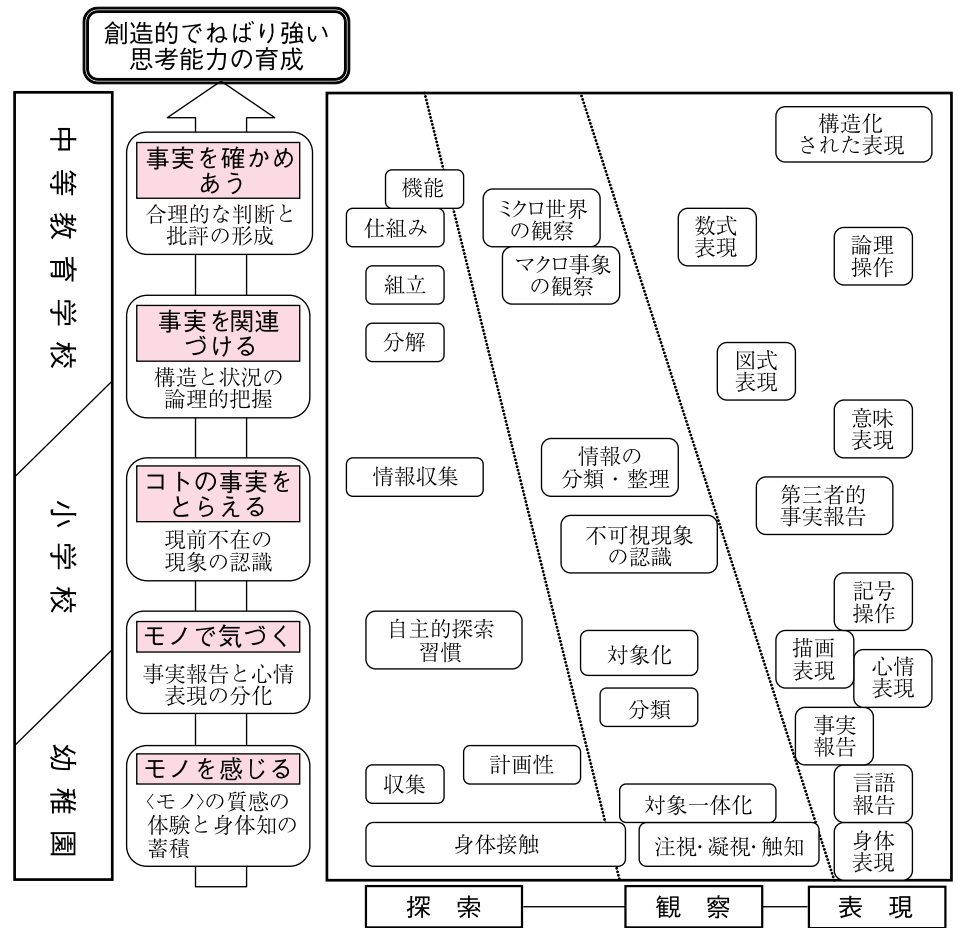 創造的でねばり強い
思考能力の育成
中等教育学校
小学校
幼稚園
事実を確かめ
あう
合理的な判断と
批評の形成
事実を関連
づける
構造と状況の
論理的把握
コトの事実を
とらえる
現前不在の
現象の認識
モノで気づく
事実報告と心情
表現の分化
モノを感じる
〈モノ〉の質感の
体験と身体知の
蓄積
機能
仕組み
組立
分解
情報収集
自主的探索
習慣
計画性
収集
身体接触
ミクロ世界
の観察
マクロ事象
の観察
情報の
分類・整理
不可視現象
の認識
対象化
分類
対象一体化
注視・凝視・触知
構造化
された表現
数式
表現
論理
操作
図式
表現
意味
表現
第三者的
事実報告
記号
操作
描画
表現
心情
表現
事実
報告
言語
報告
身体
表現
探索
観察
表現